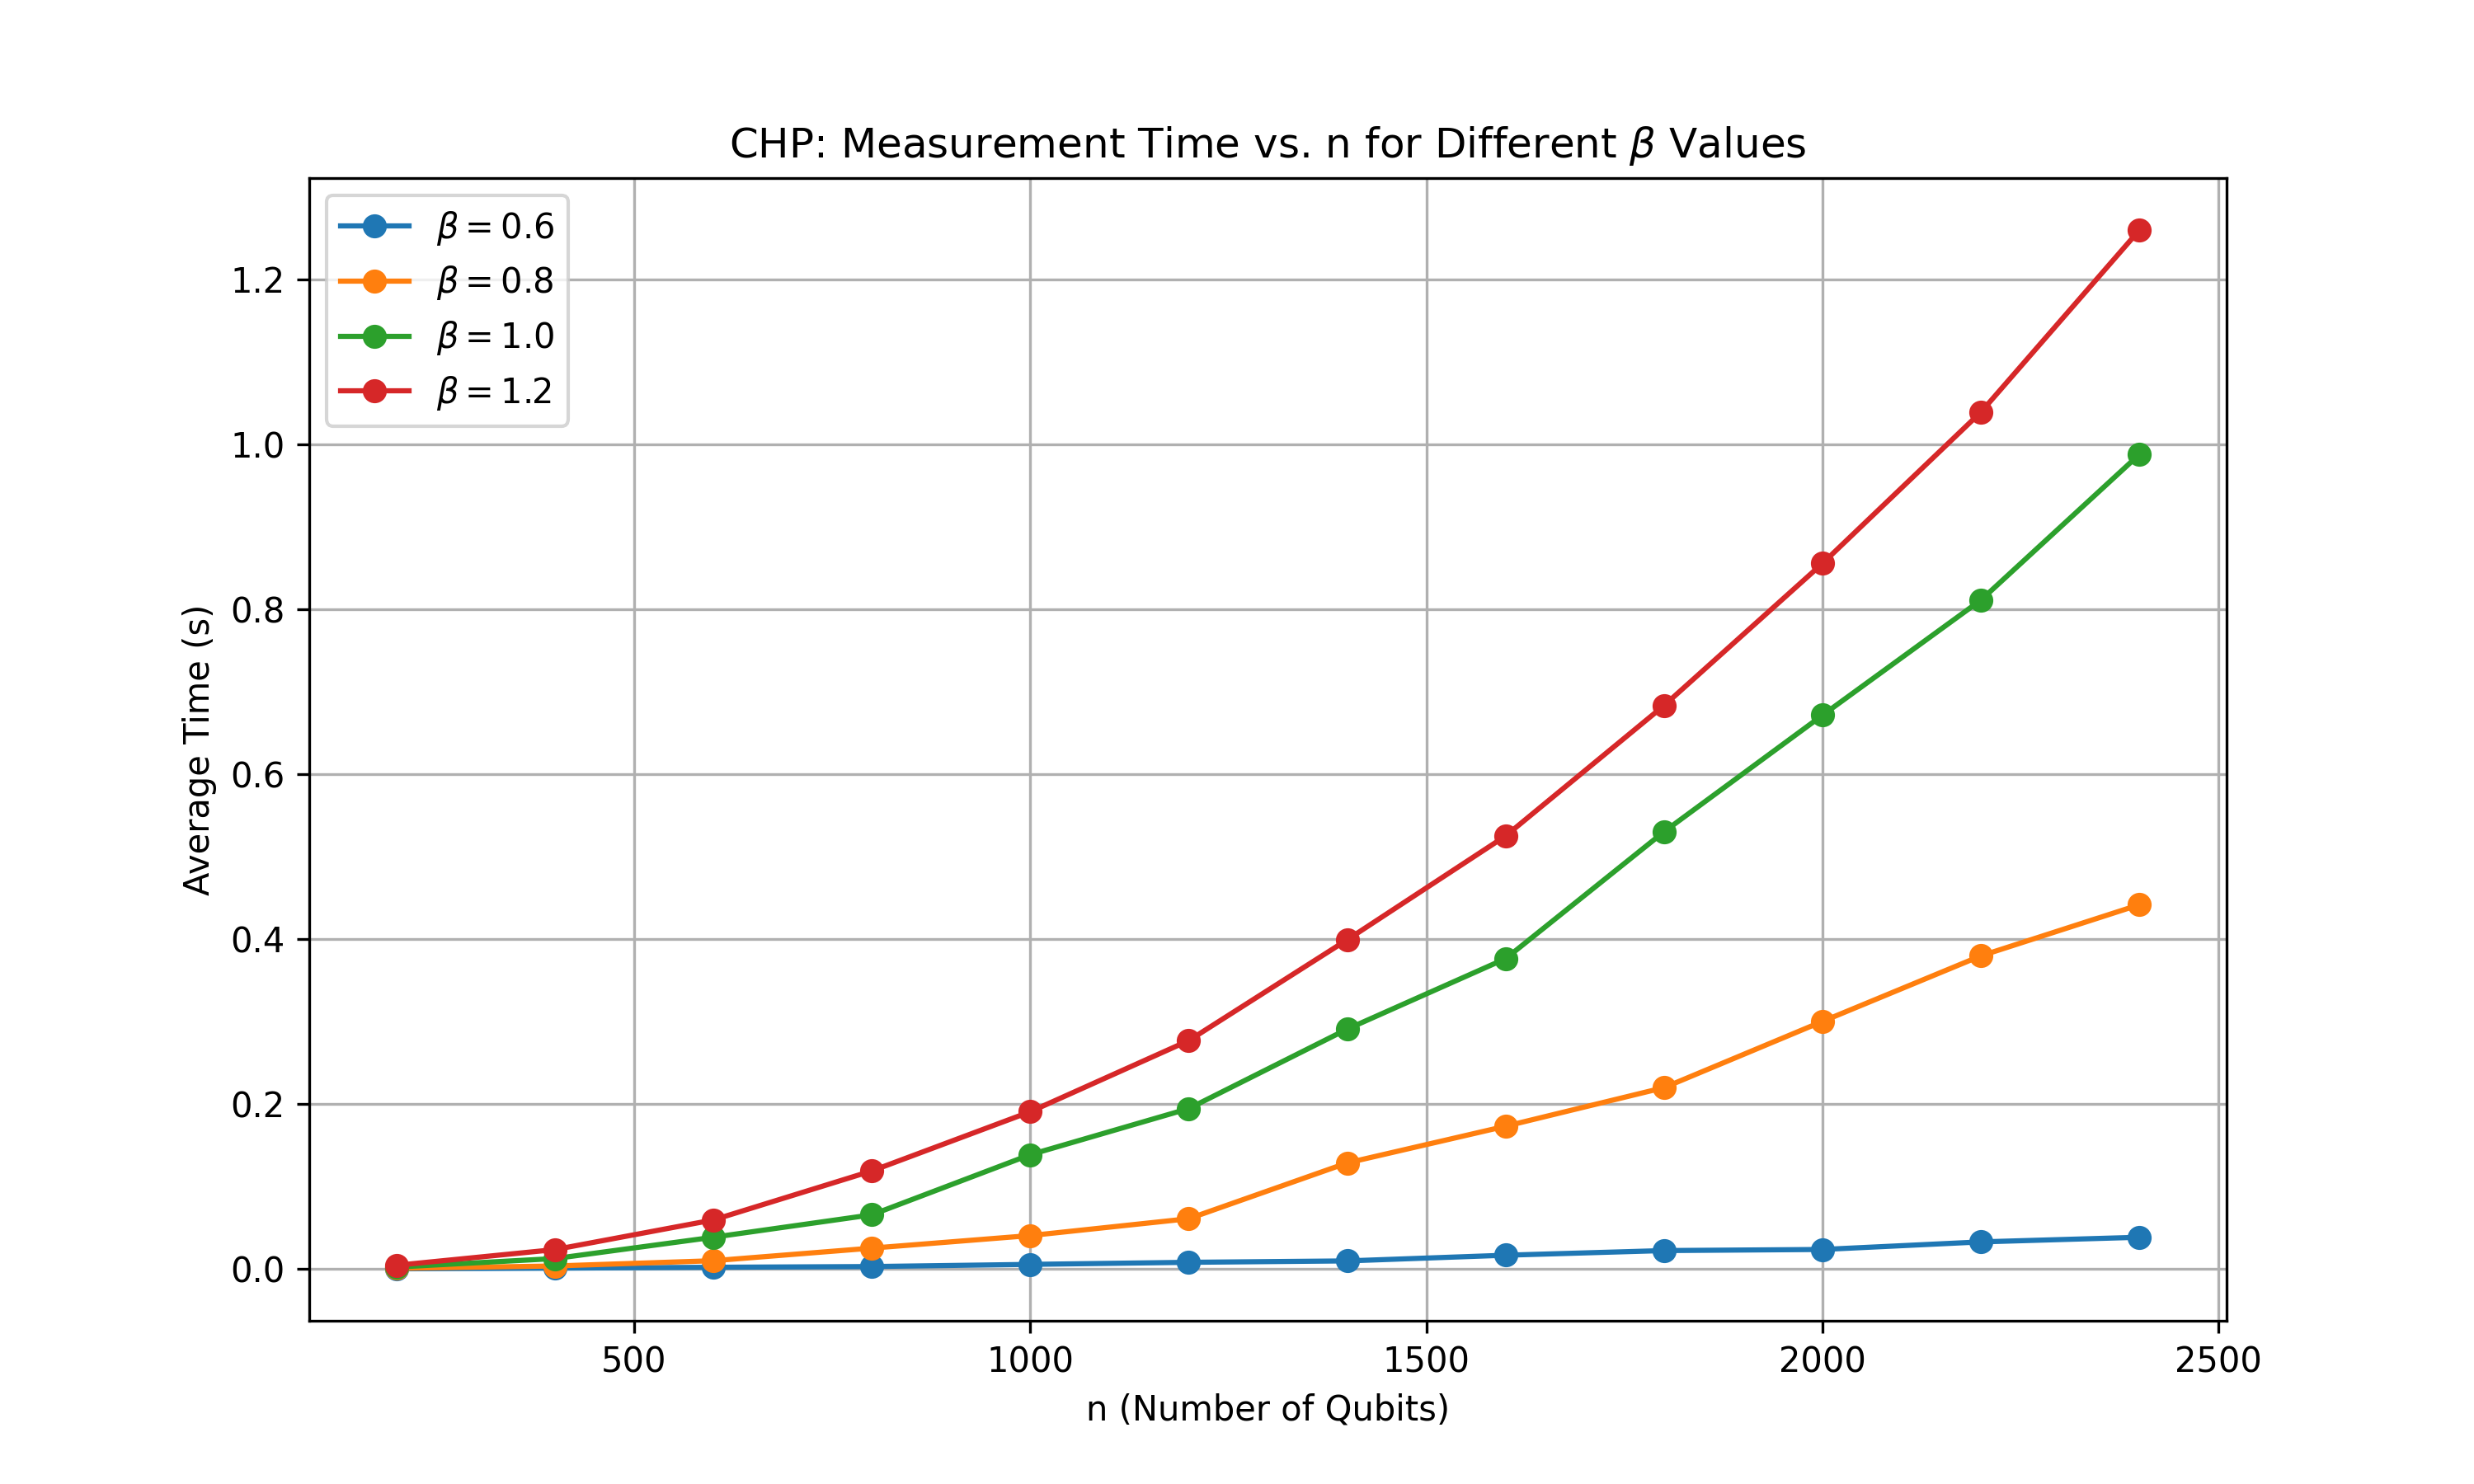 CHP: Measurement Time vs. n for Different β Values
β = 0.6
β = 0.8
β = 1.0
β = 1.2
Average Time (s)
1.2
1.0
0.8
0.6
0.4
0.2
0.0
500 1000 1500 2000 2500
n (Number of Qubits)